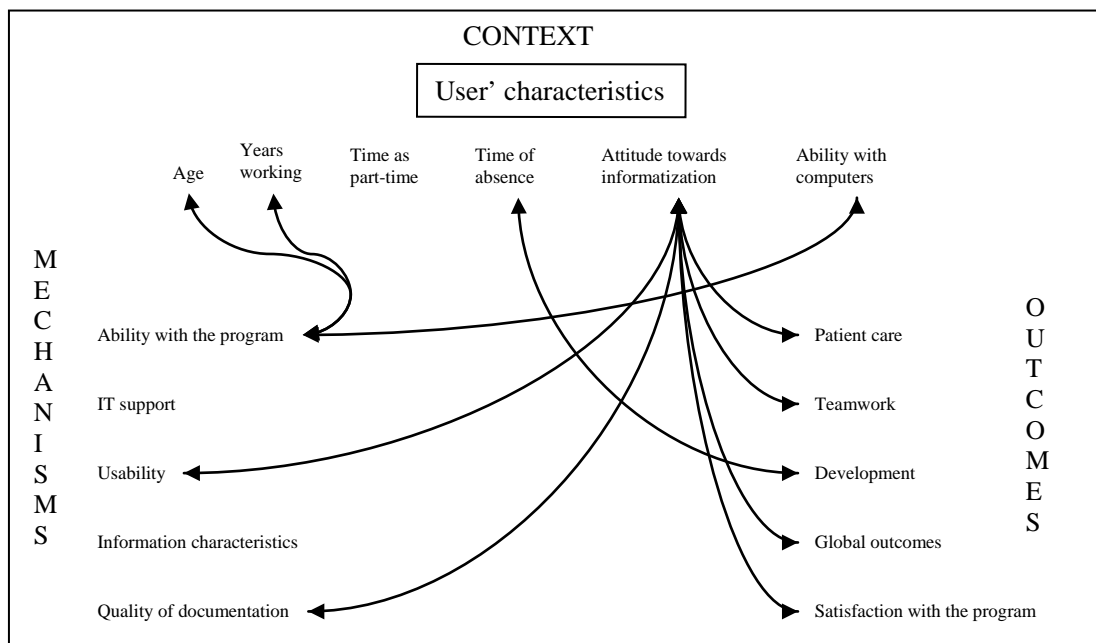 CONTEXT
User' characteristics
Age
Years
working
Time as
part-time
Time of
absence
Attitude towards
informatization
Ability with
computers
MECHANISMS
Ability with the program
IT support
Usability
Information characteristics
Quality of documentation
Patient care
Teamwork
Development
Global outcomes
Satisfaction with the program
OUTCOMES